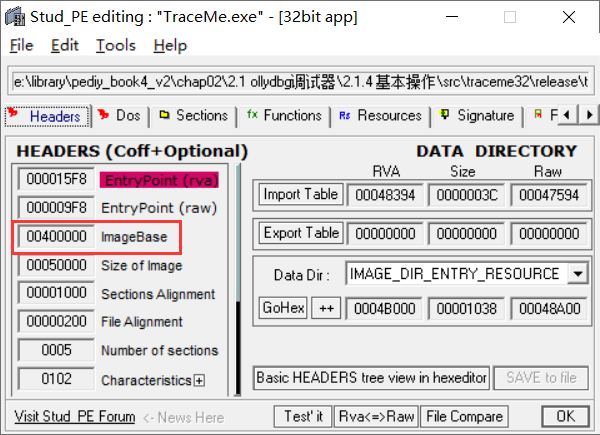 Stud_PE editing : "TraceMe.exe" - [32bit app]
File Edit Tools Help
e:\library\pediy_book4_v2\chap02\2.1 ollydbg调试器\2.1.4 基本操作\src\traceme32\release\t
Headers Dos Sections fx Functions Rs Resources Signature F
HEADERS (Coff+Optional) DATA DIRECTORY
RVA Size Raw
000015F8 EntryPoint (rva)
Import Table 00048394 0000003C 00047594
000009F8 EntryPoint (raw)
Export Table 00000000 00000000 00000000
00400000 ImageBase
00050000 Size of Image
Data Dir : IMAGE_DIR_ENTRY_RESOURCE
00001000 Sections Alignment
GoHex ++ 0004B000 00001038 00048A00
00000200 File Alignment
0005 Number of sections
0102 Characteristics +
Basic HEADERS tree view in hexeditor SAVE to file
Visit Stud_PE Forum <- News Here Test' it Rva<=>Raw File Compare OK